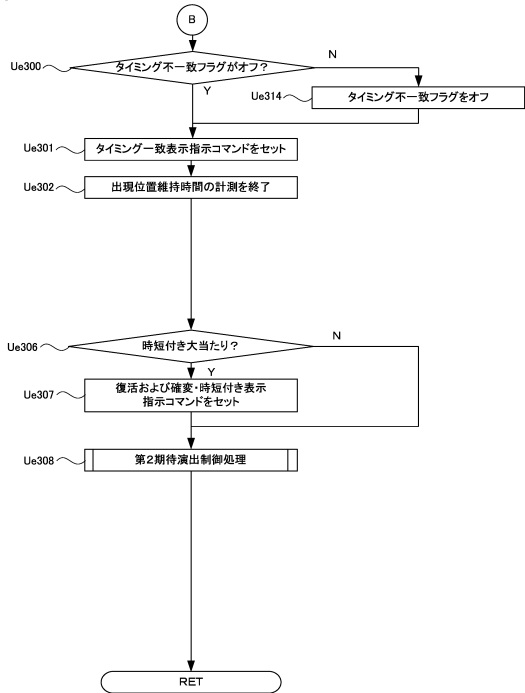 B
Ue300
タイミング不一致フラグがオフ?
N
Y
Ue314
タイミング不一致フラグをオフ
Ue301
タイミング一致表示指示コマンドをセット
Ue302
出現位置維持時間の計測を終了
Ue306
時短付き大当たり?
N
Y
Ue307
復活および確変・時短付き表示
指示コマンドをセット
Ue308
第2期待演出制御処理
RET